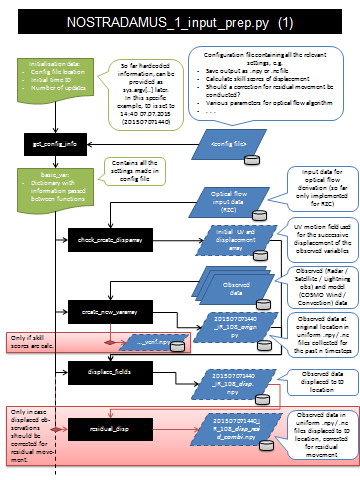 NOSTRADAMUS_1_input_prep.py (1)
Initialisation data:
- Config file location
- Initial time t0
- Number of updates
So far hardcoded
information, can be
provided as
sys.argv[..] later.
In this specific
example, t0 is set to
14:40 07.07.2015
(201507071440)
Configuration file containing all the relevant
settings, e.g.
- Save output as .npy or .nc file
- Calculate skill scores of displacement
- Should a correction for residual movement be
conducted?
- Various parameters for optical flow algorithm
- ....
get_config_info
<config file>
basic_var:
- Dictionary with
information passed
between functions
Contains all the
settings made in
config file
Optical flow
input data
(RZC)
Input data for
optical flow
derivation (so far
only implemented
for RZC)
check_create_disparray
Initial UV and
displacement
array
UV motion field used
for the successive
displacement of the
observed variables
Observed
data
Observed (Radar /
Satellite / Lightning
obs) and model
(COSMO Wind /
Convection) data
create_new_vararray
201507071440
_IR_108_orig.n
py
Observed data at
original location in
uniform .npy/.nc
files collected for
the past n timesteps
Only if skill
scores are calc.
..._verif.npy
displace_fields
201507071440
_IR_108_disp.
npy
Observed data
displaced to t0
location
Only in case
displaced ob-
servations
should be
corrected for
residual move-
ment.
residual_disp
201507071440_I
R_108_disp_resi
d_combi.npy
Observed data in
uniform .npy/.nc
files displaced to t0
location, corrected
for residual
movement